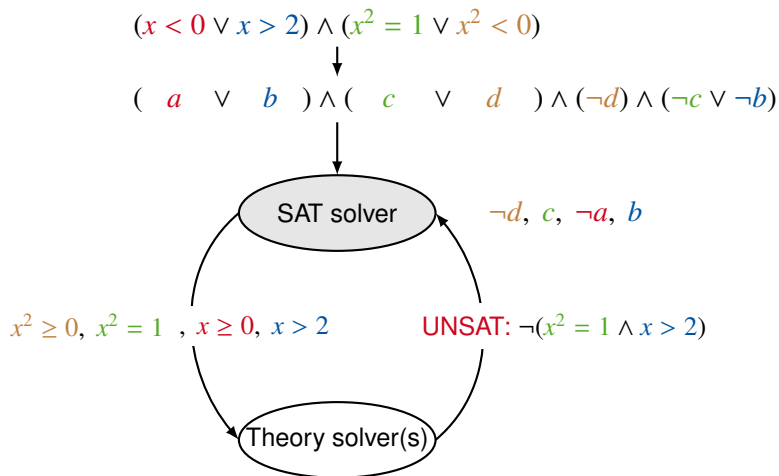 (x < 0 ∨ x > 2) ∧ (x² = 1 ∨ x² < 0)
( a ∨ b ) ∧ ( c ∨ d ) ∧ (¬d) ∧ (¬c ∨ ¬b)
SAT solver
¬d, c, ¬a, b
x² ≥ 0, x² = 1 , x ≥ 0, x > 2
UNSAT: ¬(x² = 1 ∧ x > 2)
Theory solver(s)